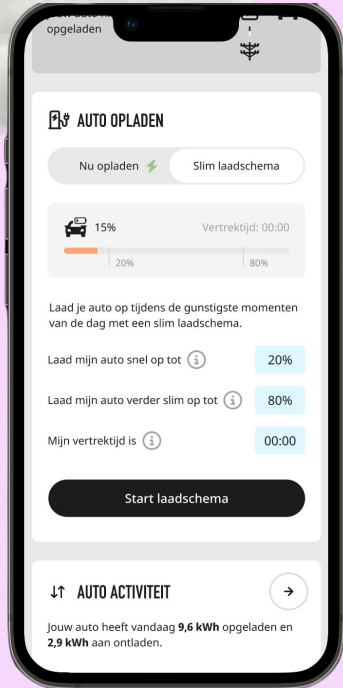 opgeladen
AUTO OPLADEN
Nu opladen Slim laadschema
15% Vertrektijd: 00:00
20% 80%
Laad je auto op tijdens de gunstigste momenten
van de dag met een slim laadschema.
Laad mijn auto snel op tot i 20%
Laad mijn auto verder slim op tot i 80%
Mijn vertrektijd is i 00:00
Start laadschema
AUTO ACTIVITEIT
Jouw auto heeft vandaag 9,6 kWh opgeladen en
2,9 kWh aan ontladen.